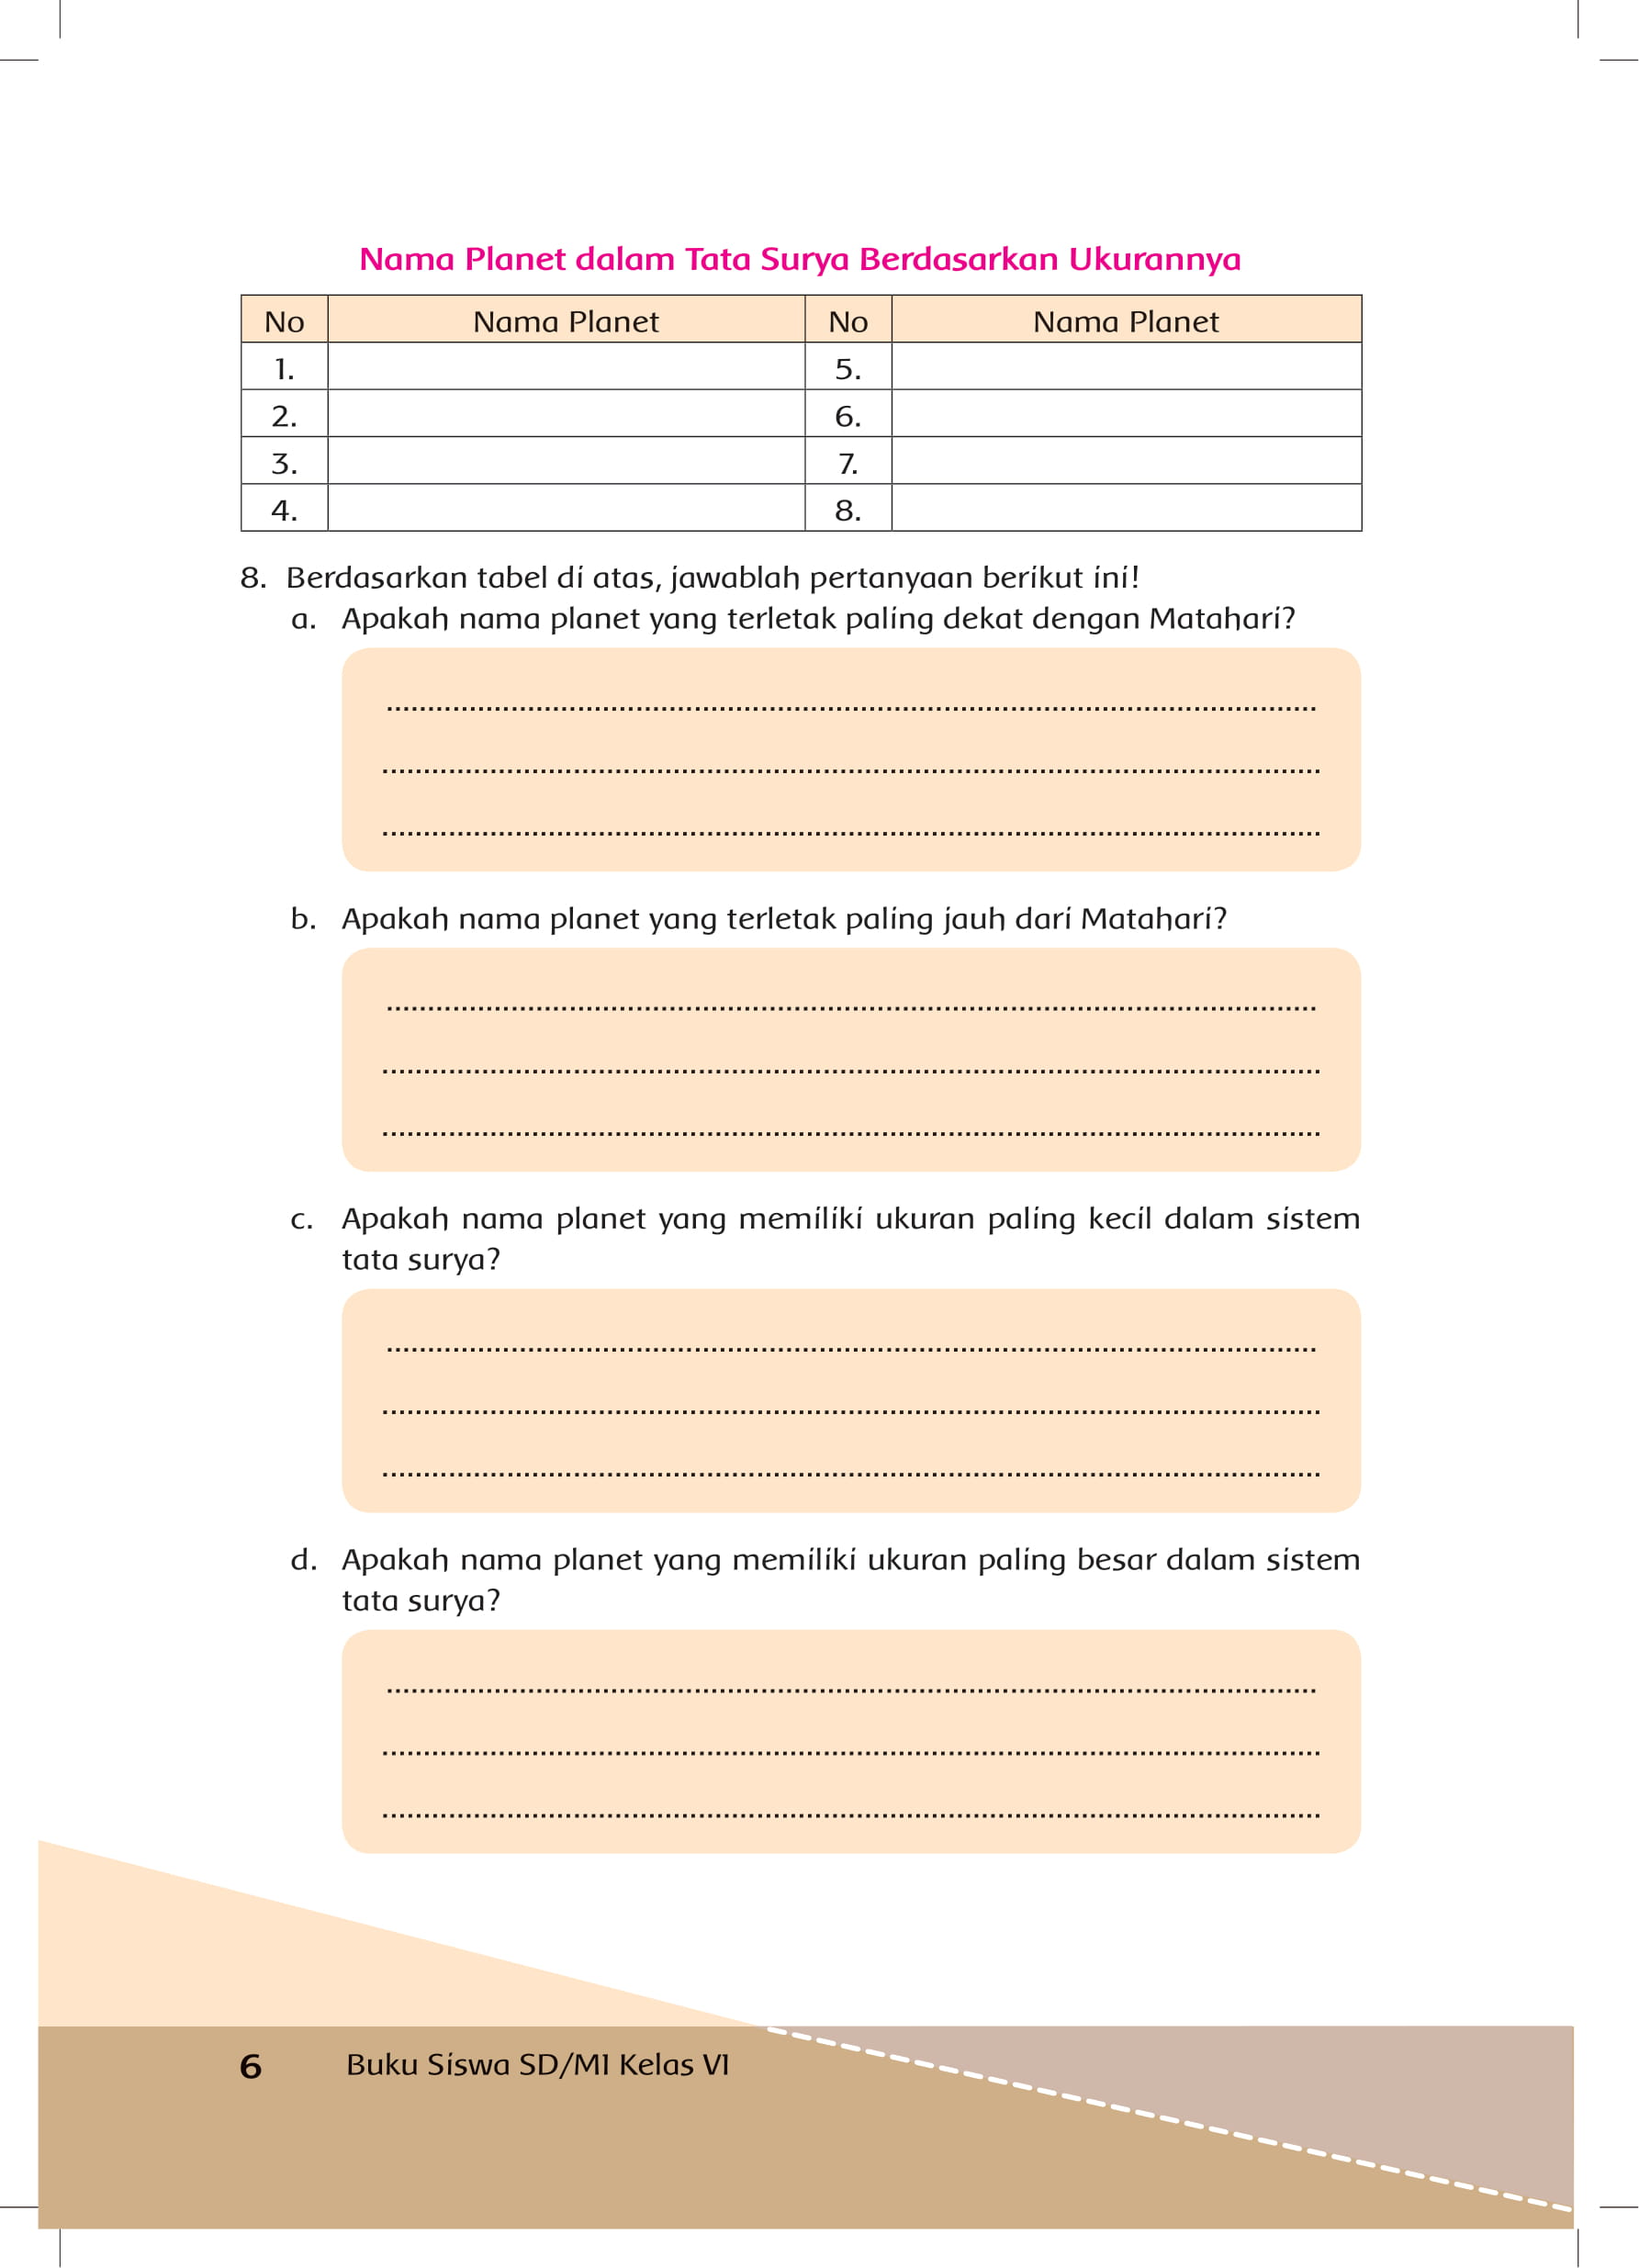 Nama Planet dalam Tata Surya Berdasarkan Ukurannya
No Nama Planet No Nama Planet
1. 5.
2. 6.
3. 7.
4. 8.
8. Berdasarkan tabel di atas, jawablah pertanyaan berikut ini!
a. Apakah nama planet yang terletak paling dekat dengan Matahari?
b. Apakah nama planet yang terletak paling jauh dari Matahari?
c. Apakah nama planet yang memiliki ukuran paling kecil dalam sistem
tata surya?
d. Apakah nama planet yang memiliki ukuran paling besar dalam sistem
tata surya?
6 Buku Siswa SD/MI Kelas VI